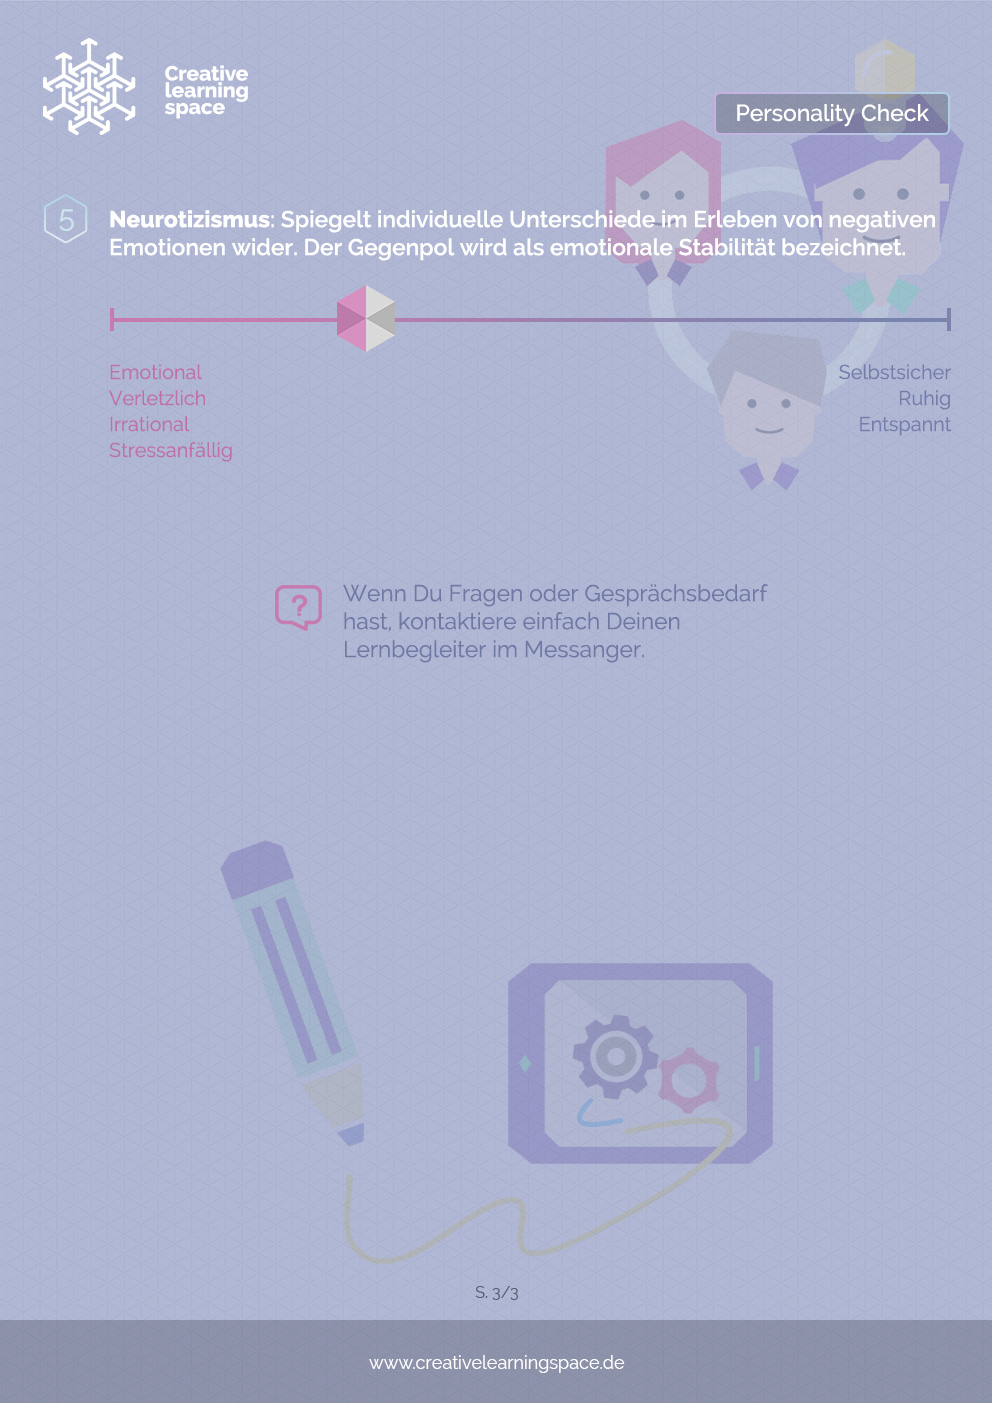 Creative
learning
space
Personality Check
5
Neurotizismus: Spiegelt individuelle Unterschiede im Erleben von negativen
Emotionen wider. Der Gegenpol wird als emotionale Stabilität bezeichnet.
Emotional
Verletzlich
Irrational
Stressanfällig
Selbstsicher
Ruhig
Entspannt
?
Wenn Du Fragen oder Gesprächsbedarf
hast, kontaktiere einfach Deinen
Lernbegleiter im Messanger.
S. 3/3
www.creativelearningspace.de